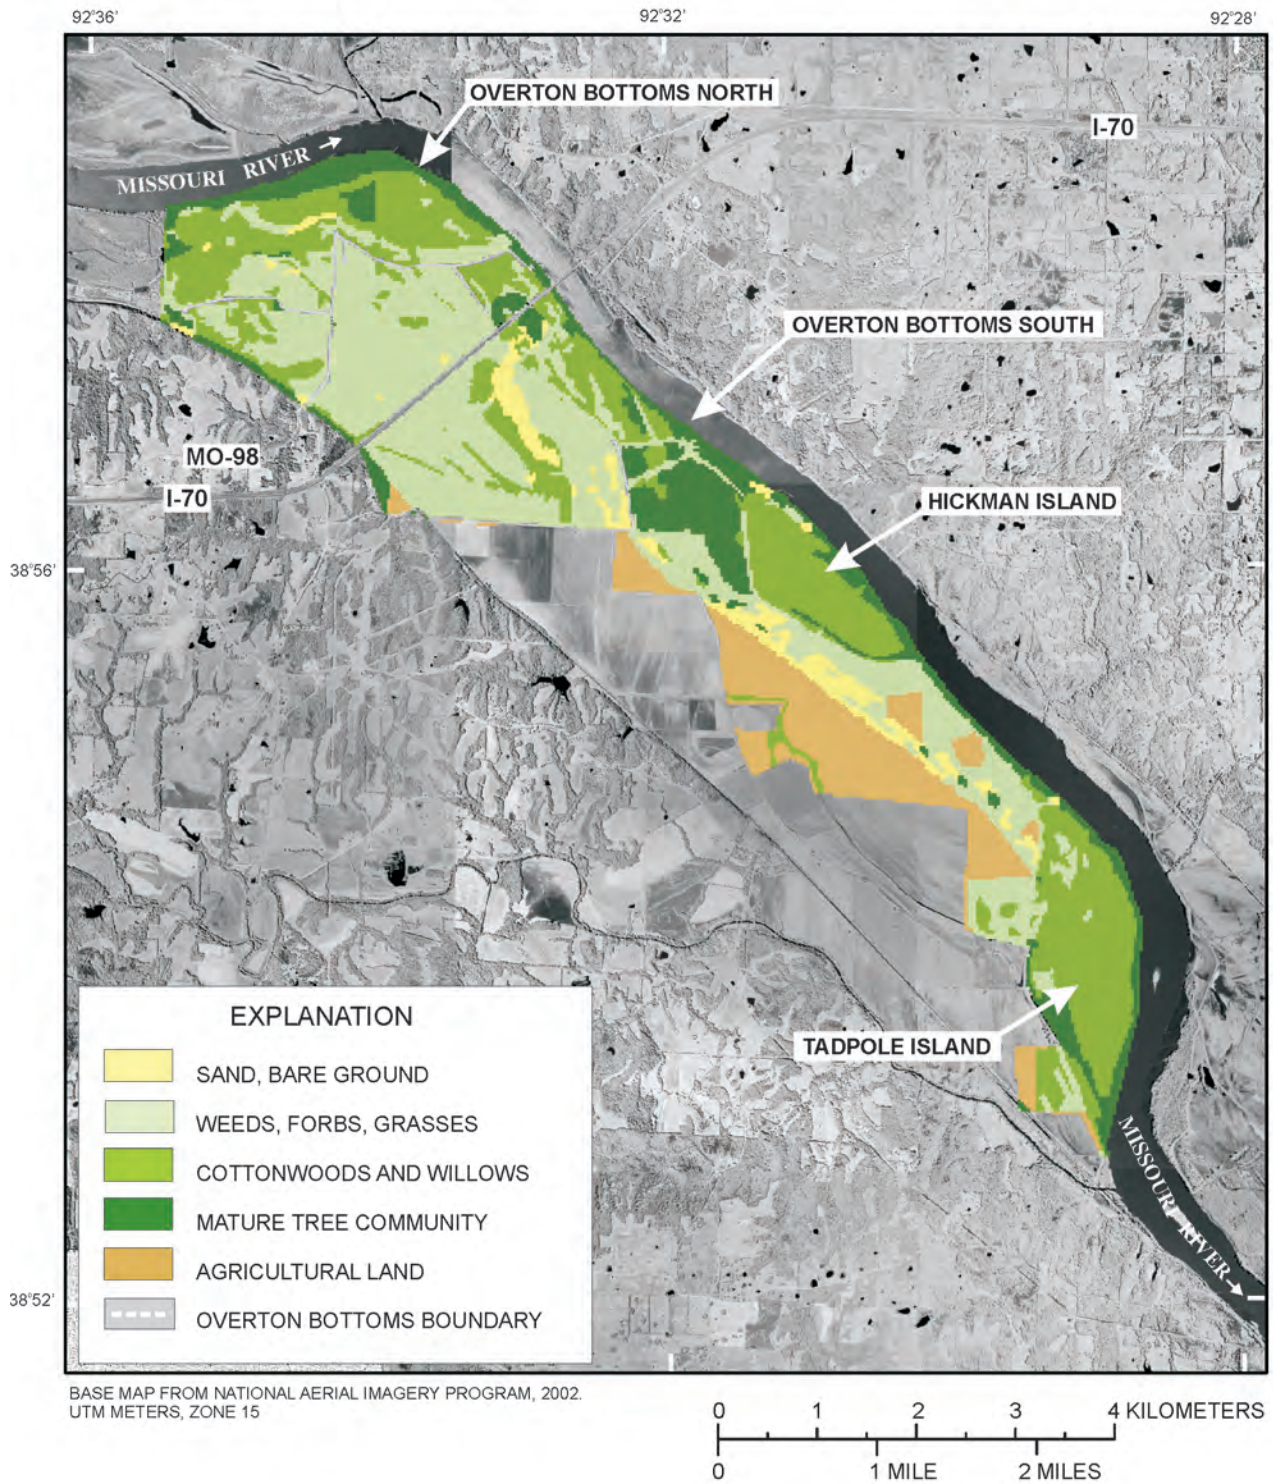 92°36'
92°32'
92°28'
OVERTON BOTTOMS NORTH
I-70
MISSOURI RIVER →
OVERTON BOTTOMS SOUTH
MO-98
I-70
HICKMAN ISLAND
38°56'
TADPOLE ISLAND
MISSOURI RIVER →
38°52'
EXPLANATION
SAND, BARE GROUND
WEEDS, FORBS, GRASSES
COTTONWOODS AND WILLOWS
MATURE TREE COMMUNITY
AGRICULTURAL LAND
OVERTON BOTTOMS BOUNDARY
BASE MAP FROM NATIONAL AERIAL IMAGERY PROGRAM, 2002.
UTM METERS, ZONE 15
0 1 2 3 4 KILOMETERS
0 1 MILE 2 MILES